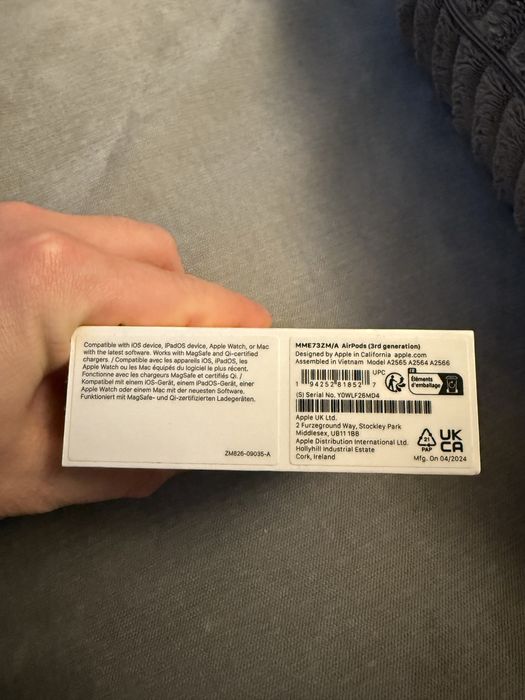 Compatible with iOS device, iPadOS device, Apple Watch, or Mac
with the latest software. Works with MagSafe and Qi-certified
chargers. / Compatible avec les appareils iOS, iPadOS, les
Apple Watch ou les Mac équipés du logiciel le plus récent.
Fonctionne avec les chargeurs MagSafe et certifiés Qi. /
Kompatibel mit einem iOS-Gerät, einem iPadOS-Gerät, einer
Apple Watch oder einem Mac mit der neuesten Software.
Funktioniert mit MagSafe- und Qi-zertifizierten Ladegeräten.
ZM826-09035-A
MME73ZM/A AirPods (3rd generation)
Designed by Apple in California apple.com
Assembled in Vietnam Model A2565 A2564 A2566
UPC
1 94252 81852 7
FR
Éléments
d'emballage
(S) Serial No. Y0WLF26MD4
Apple UK Ltd.
2 Furzeground Way, Stockley Park
Middlesex, UB11 1BB
Apple Distribution International Ltd.
Hollyhill Industrial Estate
Cork, Ireland
21
PAP
UK
CA
Mfg. On 04/2024